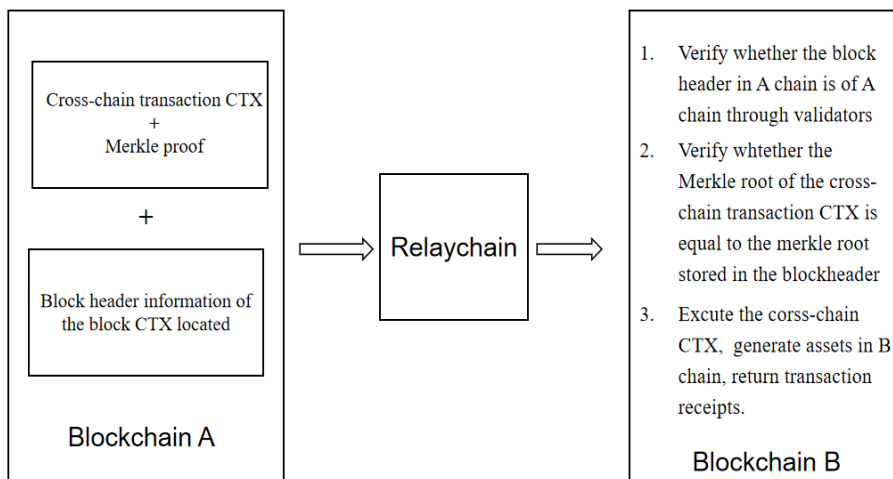 Cross-chain transaction CTX
+
Merkle proof
+
Block header information of
the block CTX located
Blockchain A
Relaychain
1. Verify whether the block
header in A chain is of A
chain through validators
2. Verify whtether the
Merkle root of the cross-
chain transaction CTX is
equal to the merkle root
stored in the blockheader
3. Excute the corss-chain
CTX, generate assets in B
chain, return transaction
receipts.
Blockchain B